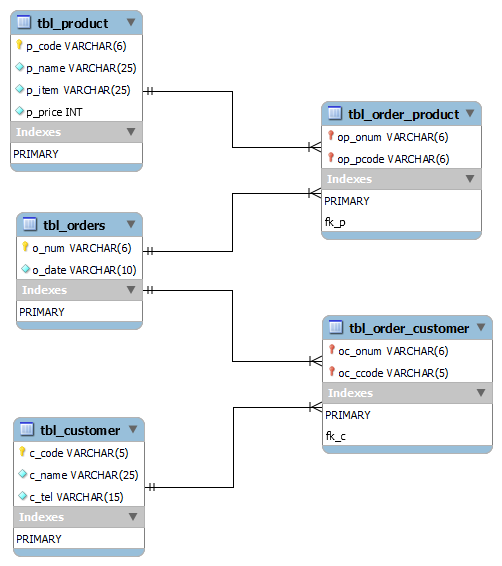 tbl_product
p_code VARCHAR(6)
p_name VARCHAR(25)
p_item VARCHAR(25)
p_price INT
Indexes
PRIMARY
tbl_order_product
op_onum VARCHAR(6)
op_pcode VARCHAR(6)
Indexes
PRIMARY
fk_p
tbl_orders
o_num VARCHAR(6)
o_date VARCHAR(10)
Indexes
PRIMARY
tbl_order_customer
oc_onum VARCHAR(6)
oc_ccode VARCHAR(5)
Indexes
PRIMARY
fk_c
tbl_customer
c_code VARCHAR(5)
c_name VARCHAR(25)
c_tel VARCHAR(15)
Indexes
PRIMARY